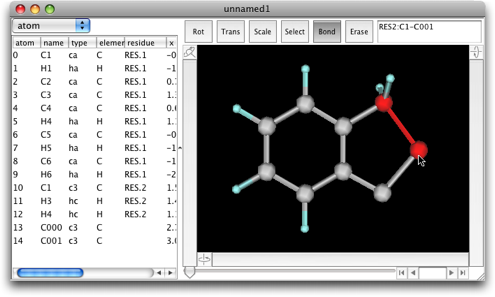 unnamed1
atom
Rot Trans Scale Select Bond Erase RES2:C1-C001
atom name type elemer residue x
0 C1 ca C RES.1 -0
1 H1 ha H RES.1 -1
2 C2 ca C RES.1 0.
3 C3 ca C RES.1 1.
4 C4 ca C RES.1 0.
5 H4 ha H RES.1 1.
6 C5 ca C RES.1 -0
7 H5 ha H RES.1 -1
8 C6 ca C RES.1 -1
9 H6 ha H RES.1 -2
10 C1 c3 C RES.2 1.
11 H3 hc H RES.2 1.
12 H4 hc H RES.2 1.
13 C000 c3 C 2.
14 C001 c3 C 3.